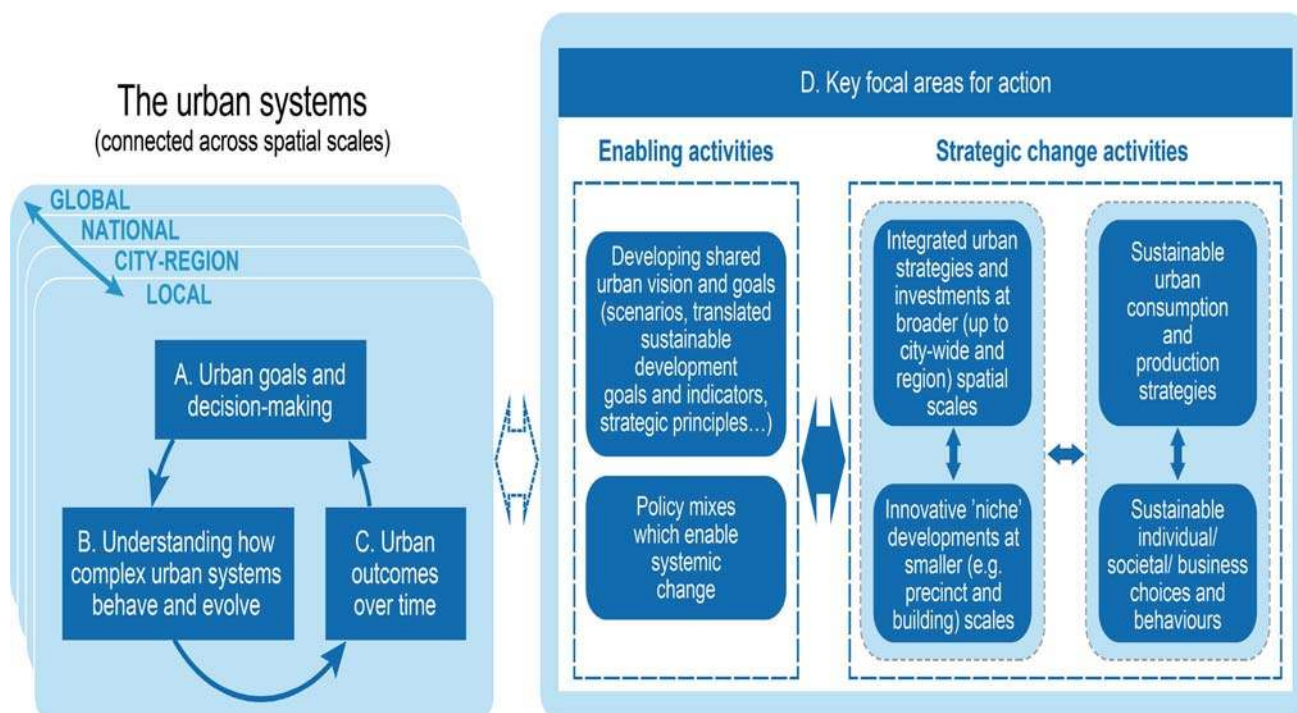 The urban systems
(connected across spatial scales)
GLOBAL
NATIONAL
CITY-REGION
LOCAL
A. Urban goals and
decision-making
B. Understanding how
complex urban systems
behave and evolve
C. Urban
outcomes
over time
D. Key focal areas for action
Enabling activities
Developing shared
urban vision and goals
(scenarios, translated
sustainable
development
goals and indicators,
strategic principles…)
Policy mixes
which enable
systemic
change
Strategic change activities
Integrated urban
strategies and
investments at
broader (up to
city-wide and
region) spatial
scales
Innovative 'niche'
developments at
smaller (e.g.
precinct and
building) scales
Sustainable
urban
consumption
and
production
strategies
Sustainable
individual/
societal/ business
choices and
behaviours